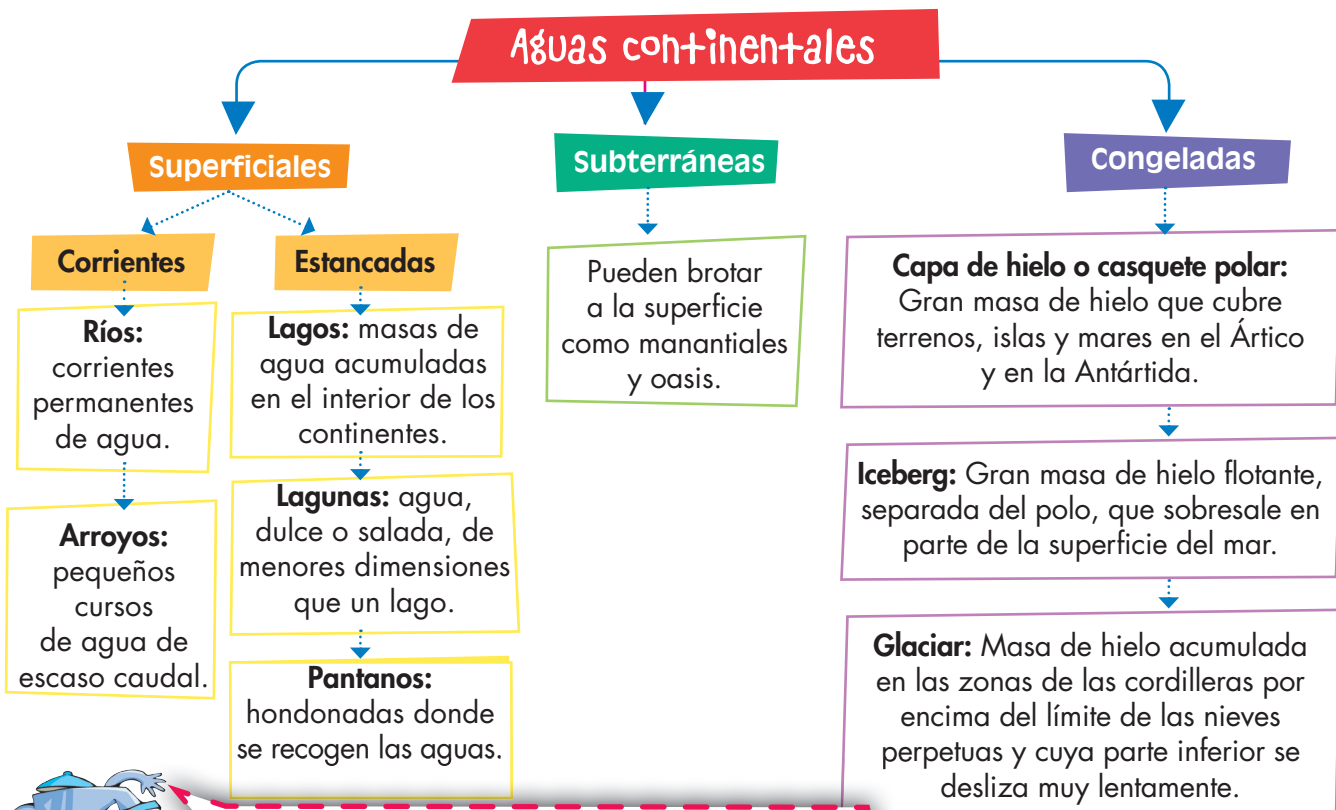 Aguas continentales
Superficiales
Corrientes
Ríos:
corrientes
permanentes
de agua.
Arroyos:
pequeños
cursos
de agua de
escaso caudal.
Estancadas
Lagos: masas de
agua acumuladas
en el interior de los
continentes.
Lagunas: agua,
dulce o salada, de
menores dimensiones
que un lago.
Pantanos:
hondonadas donde
se recogen las aguas.
Subterráneas
Pueden brotar
a la superficie
como manantiales
y oasis.
Congeladas
Capa de hielo o casquete polar:
Gran masa de hielo que cubre
terrenos, islas y mares en el Ártico
y en la Antártida.
Iceberg: Gran masa de hielo flotante,
separada del polo, que sobresale en
parte de la superficie del mar.
Glaciar: Masa de hielo acumulada
en las zonas de las cordilleras por
encima del límite de las nieves
perpetuas y cuya parte inferior se
desliza muy lentamente.